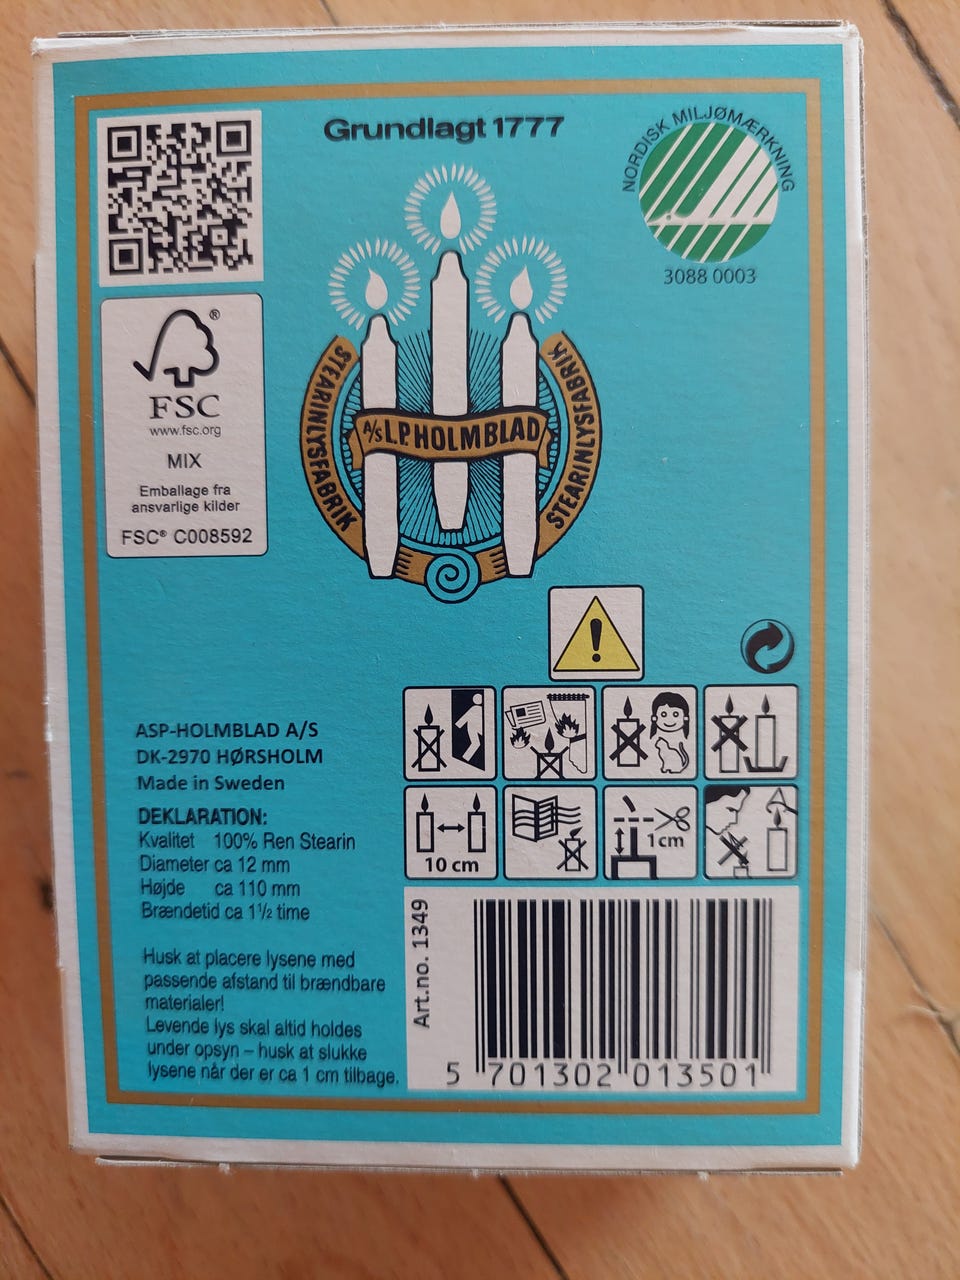 Grundlagt 1777
NORDISK MILJØMÆRKNING
3088 0003
STEARINLYSFABRIK
A/S L.P. HOLMBLAD
STEARINLYSFABRIK
®
FSC
www.fsc.org
MIX
Emballage fra
ansvarlige kilder
FSC® C008592
ASP-HOLMBLAD A/S
DK-2970 HØRSHOLM
Made in Sweden
DEKLARATION:
Kvalitet 100% Ren Stearin
Diameter ca 12 mm
Højde ca 110 mm
Brændetid ca 1 1/2 time
Husk at placere lysene med
passende afstand til brændbare
materialer!
Levende lys skal altid holdes
under opsyn – husk at slukke
lysene når der er ca 1 cm tilbage.
!
10 cm
1cm
Art.no. 1349
5 701302 013501